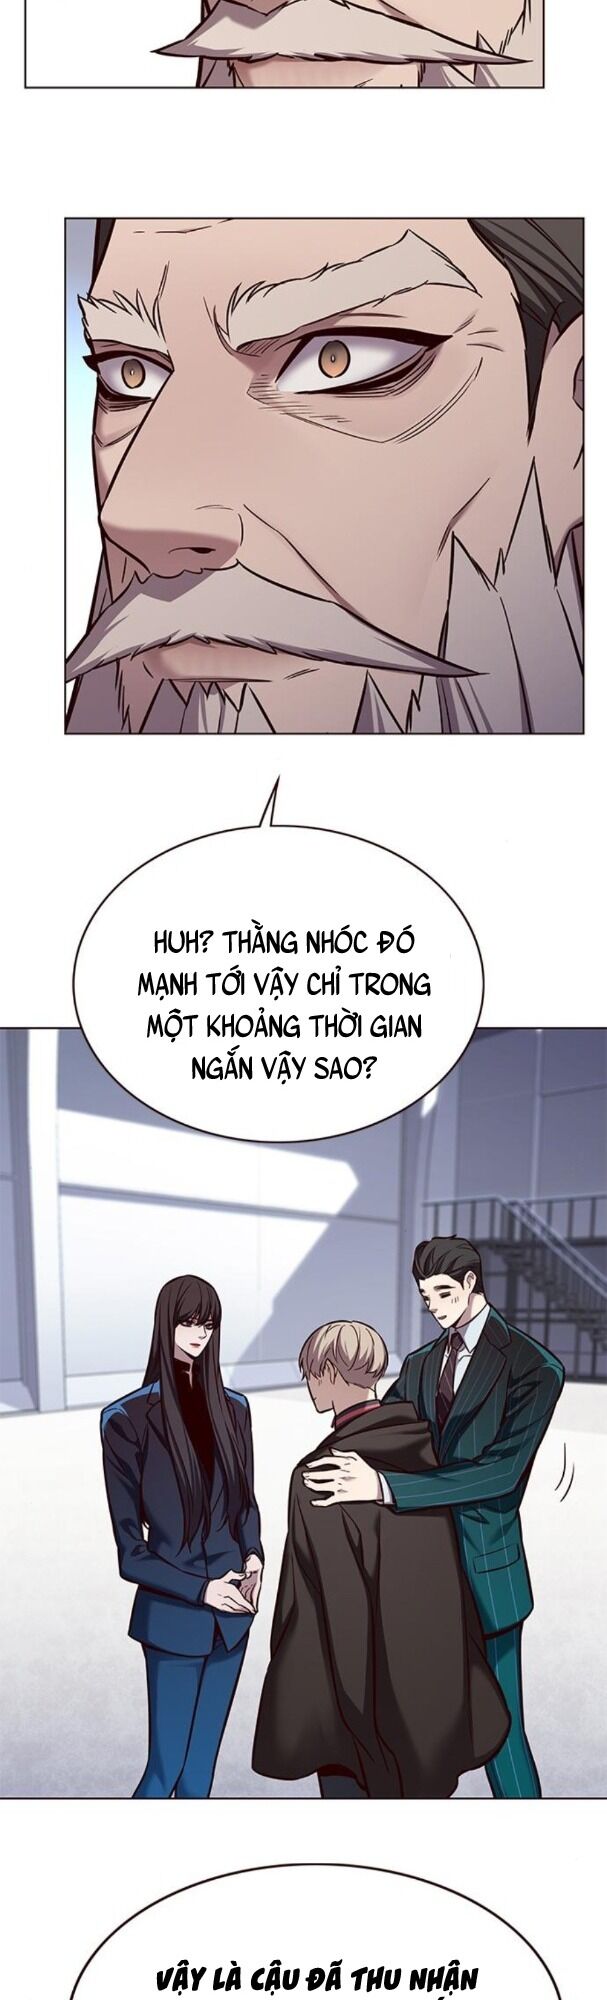 HUH? THẰNG NHÓC ĐÓ
MẠNH TỚI VẬY CHỈ TRONG
MỘT KHOẢNG THỜI GIAN
NGẮN VẬY SAO?
VẬY LÀ CẬU ĐÃ THU NHẬN